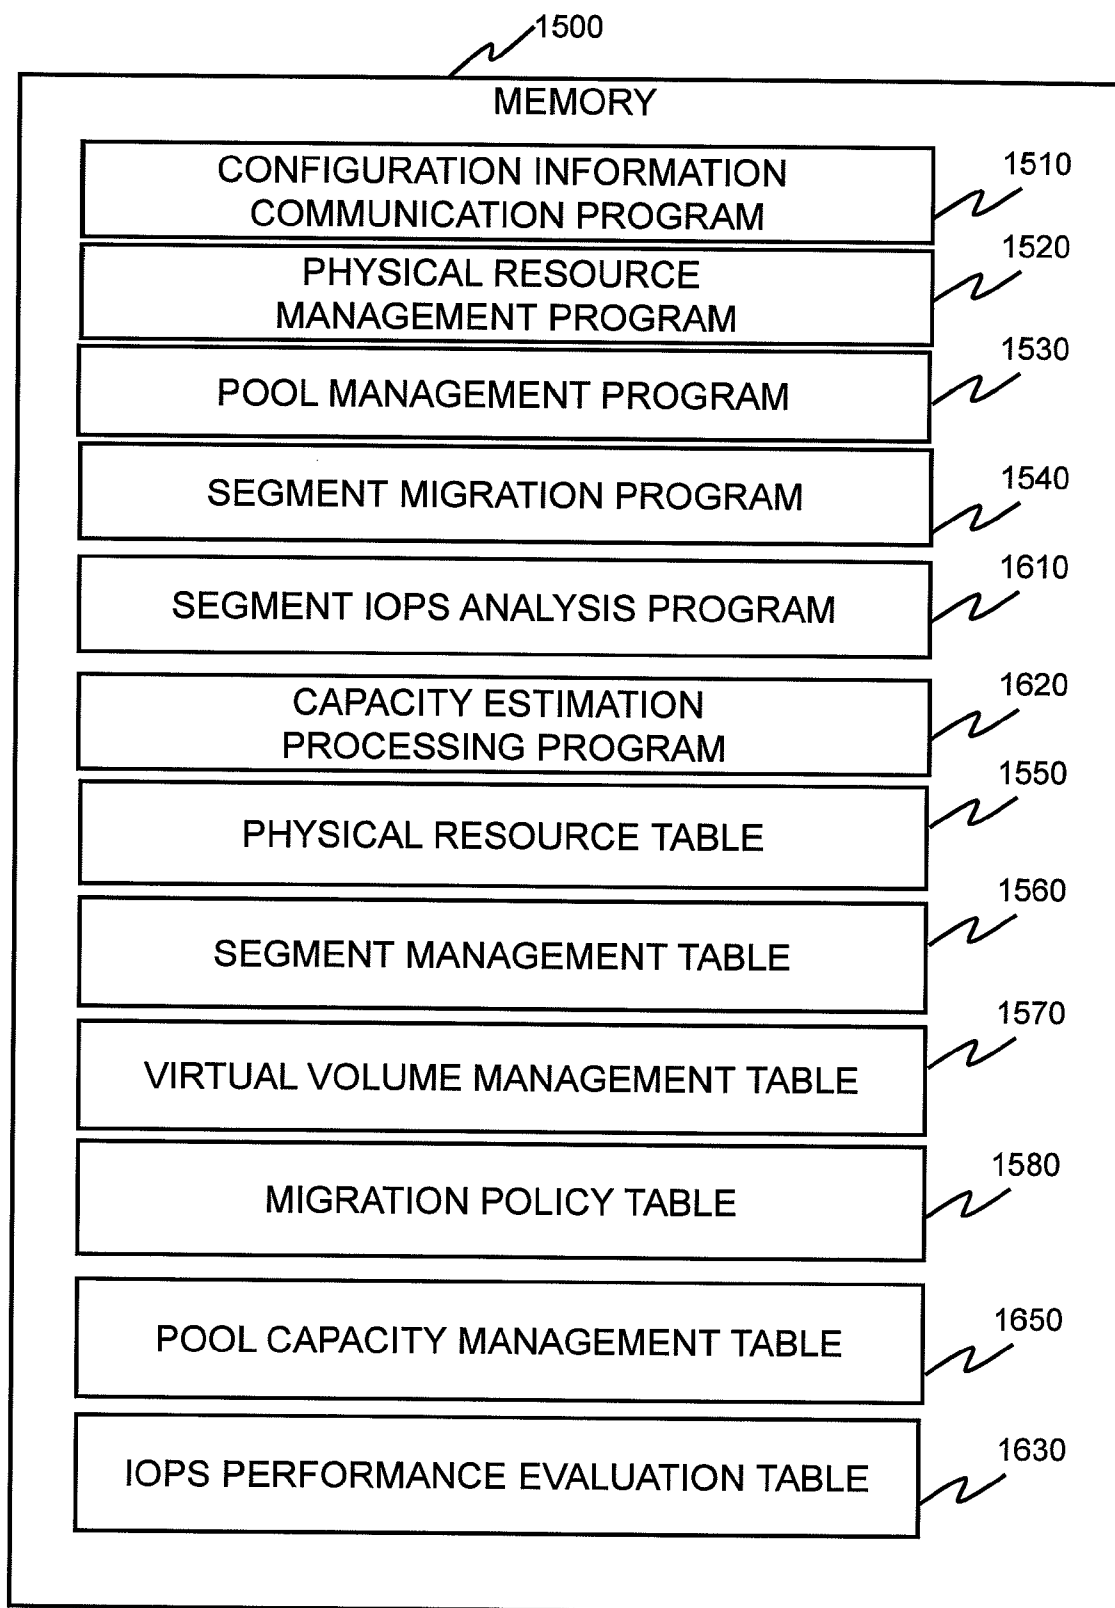 1500
MEMORY
CONFIGURATION INFORMATION
COMMUNICATION PROGRAM
1510
PHYSICAL RESOURCE
MANAGEMENT PROGRAM
1520
POOL MANAGEMENT PROGRAM
1530
SEGMENT MIGRATION PROGRAM
1540
SEGMENT IOPS ANALYSIS PROGRAM
1610
CAPACITY ESTIMATION
PROCESSING PROGRAM
1620
PHYSICAL RESOURCE TABLE
1550
SEGMENT MANAGEMENT TABLE
1560
VIRTUAL VOLUME MANAGEMENT TABLE
1570
MIGRATION POLICY TABLE
1580
POOL CAPACITY MANAGEMENT TABLE
1650
IOPS PERFORMANCE EVALUATION TABLE
1630